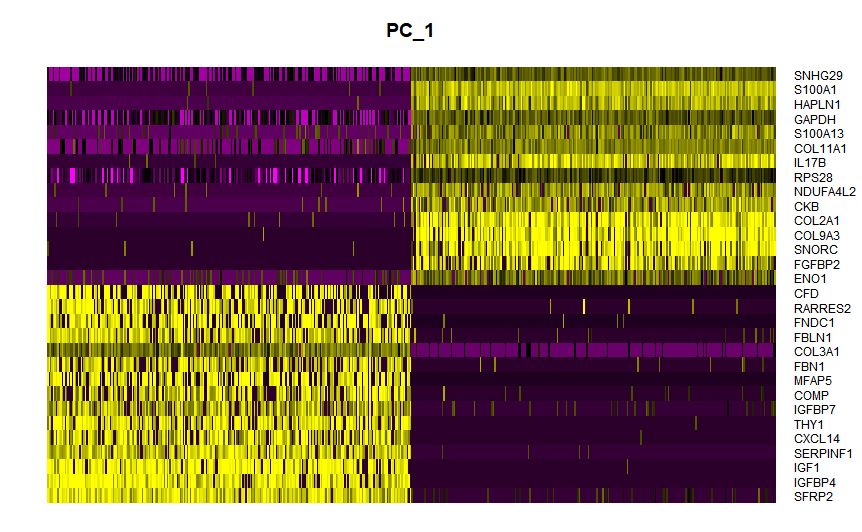 PC_1
SNHG29
S100A1
HAPLN1
GAPDH
S100A13
COL11A1
IL17B
RPS28
NDUFA4L2
CKB
COL2A1
COL9A3
SNORC
FGFBP2
ENO1
CFD
RARRES2
FNDC1
FBLN1
COL3A1
FBN1
MFAP5
COMP
IGFBP7
THY1
CXCL14
SERPINF1
IGF1
IGFBP4
SFRP2